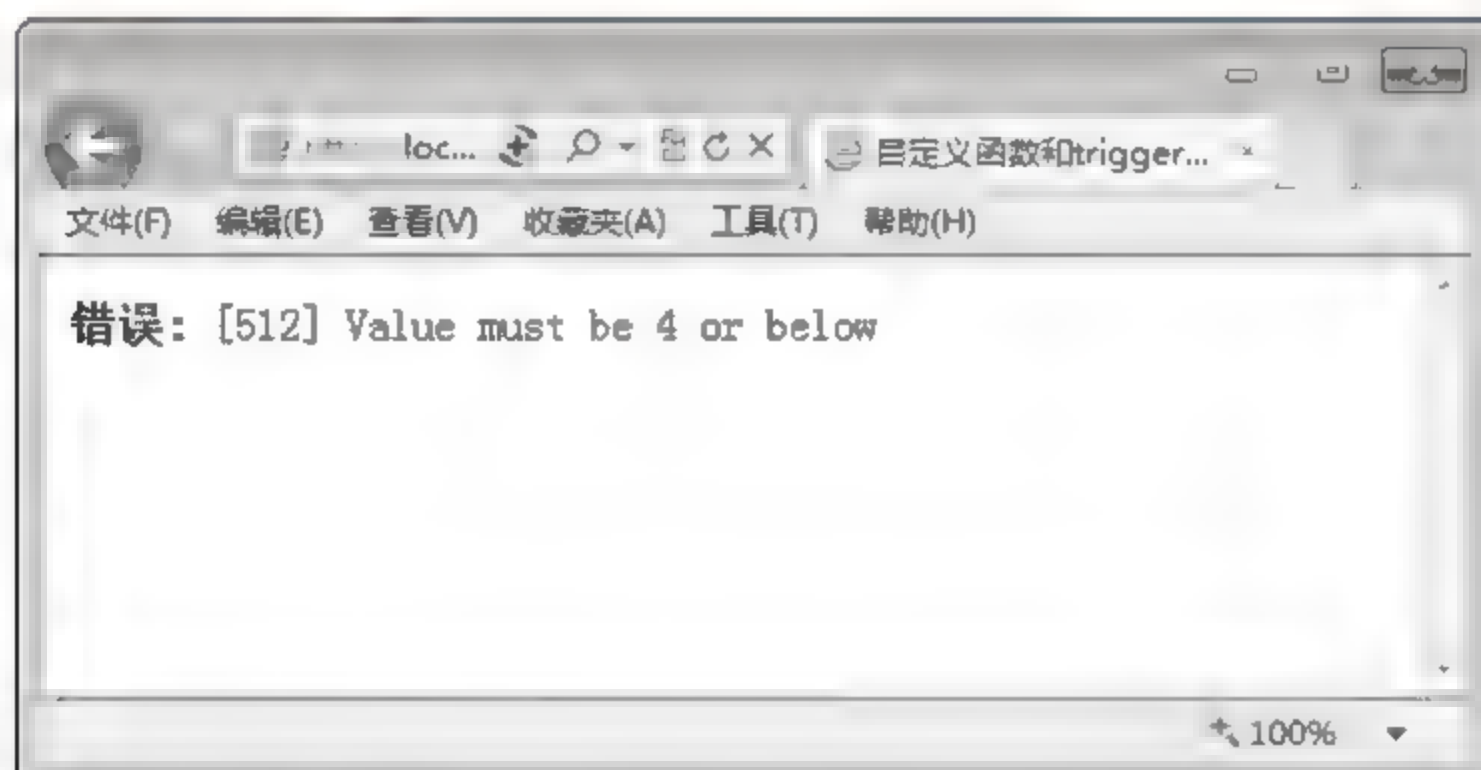 loc... 自定义函数和trigger...
文件(F) 编辑(E) 查看(V) 收藏夹(A) 工具(T) 帮助(H)
错误: [512] Value must be 4 or below
100%